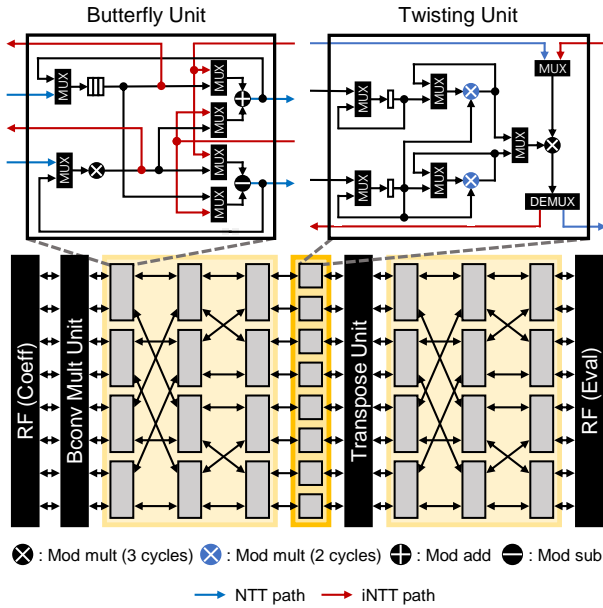 Butterfly Unit
Twisting Unit
MUX
MUX
MUX
MUX
MUX
MUX
MUX
MUX
MUX
MUX
MUX
MUX
MUX
DEMUX
RF (Coeff)
Bconv Mult Unit
Transpose Unit
RF (Eval)
: Mod mult (3 cycles)
: Mod mult (2 cycles)
: Mod add
: Mod sub
NTT path
iNTT path